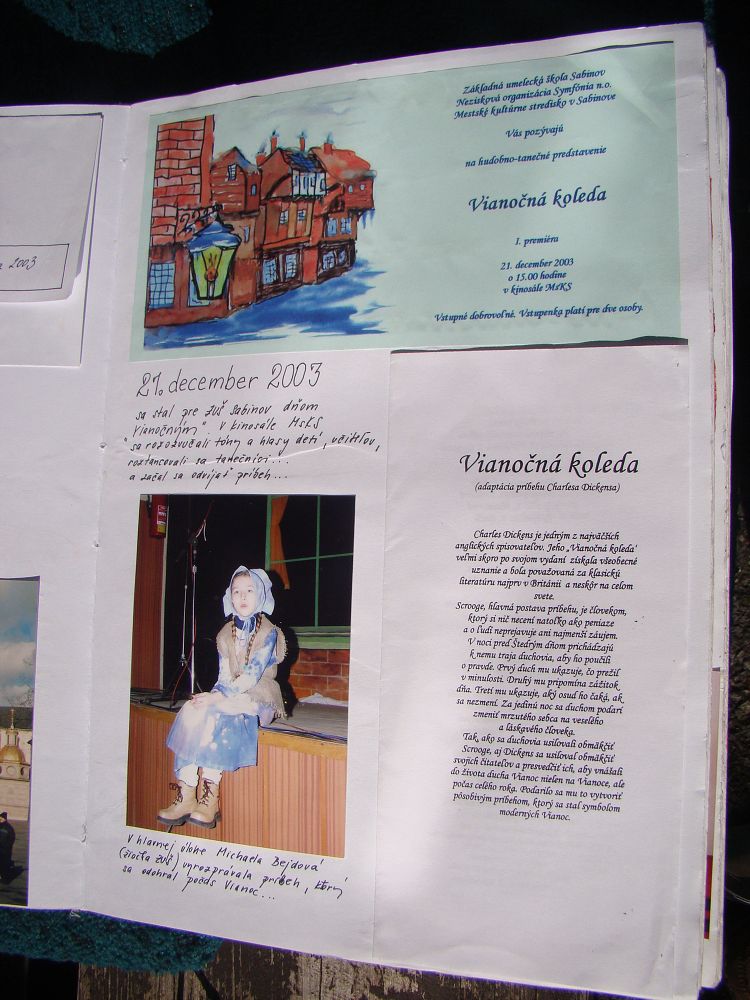 a 2003
Základná umelecká škola Sabinov
Nezisková organizácia Symfónia n.o.
Mestské kultúrne stredisko v Sabinove
Vás pozývajú
na hudobno-tanečné predstavenie
Vianočná koleda
I. premiéra
21. december 2003
o 15.00 hodine
v kinosále MsKS
Vstupné dobrovoľné. Vstupenka platí pre dve osoby.
21. december 2003
sa stal pre ZUŠ Sabinov dňom
"Vianočným". V kinosále MsKS
sa rozozvučali tóny a hlasy detí, učiteľov,
roztancovali sa tanečníci...
a začal sa odvíjať príbeh...
V hlavnej úlohe Michaela Bejdová
(žiačka ZUŠ) vyrozprávala príbeh, ktorý
sa odohral počas Vianoc...
Vianočná koleda
(adaptácia príbehu Charlesa Dickensa)
Charles Dickens je jedným z najväčších
anglických spisovateľov. Jeho „Vianočná koleda'
veľmi skoro po svojom vydaní získala všeobecné
uznanie a bola považovaná za klasickú
literatúru najprv v Británii a neskôr na celom
svete.
Scrooge, hlavná postava príbehu, je človekom,
ktorý si nič necení natoľko ako peniaze
a o ľudí neprejavuje ani najmenší záujem.
V noci pred Štedrým dňom prichádzajú
k nemu traja duchovia, aby ho poučili
o pravde. Prvý duch mu ukazuje, čo prežil
v minulosti. Druhý mu pripomína zážitok
dňa. Tretí mu ukazuje, aký osud ho čaká, ak
sa nezmení. Za jedinú noc sa duchom podarí
zmeniť mrzutého sebca na veselého
a láskavého človeka.
Tak, ako sa duchovia usilovali obmäkčiť
Scrooge, aj Dickens sa usiloval obmäkčiť
svojich čitateľov a presvedčiť ich, aby vnášali
do života ducha Vianoc nielen na Vianoce, ale
počas celého roka. Podarilo sa mu to vytvoriť
pôsobivým príbehom, ktorý sa stal symbolom
moderných Vianoc.